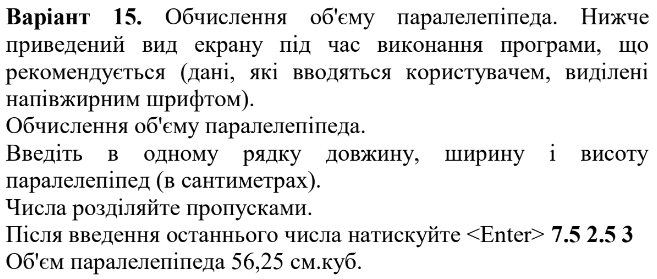 Варіант 15. Обчислення об'єму паралелепіпеда. Нижче
приведений вид екрану під час виконання програми, що
рекомендується (дані, які вводяться користувачем, виділені
напівжирним шрифтом).
Обчислення об'єму паралелепіпеда.
Введіть в одному рядку довжину, ширину і висоту
паралелепіпед (в сантиметрах).
Числа розділяйте пропусками.
Після введення останнього числа натискуйте <Enter> 7.5 2.5 3
Об'єм паралелепіпеда 56,25 см.куб.